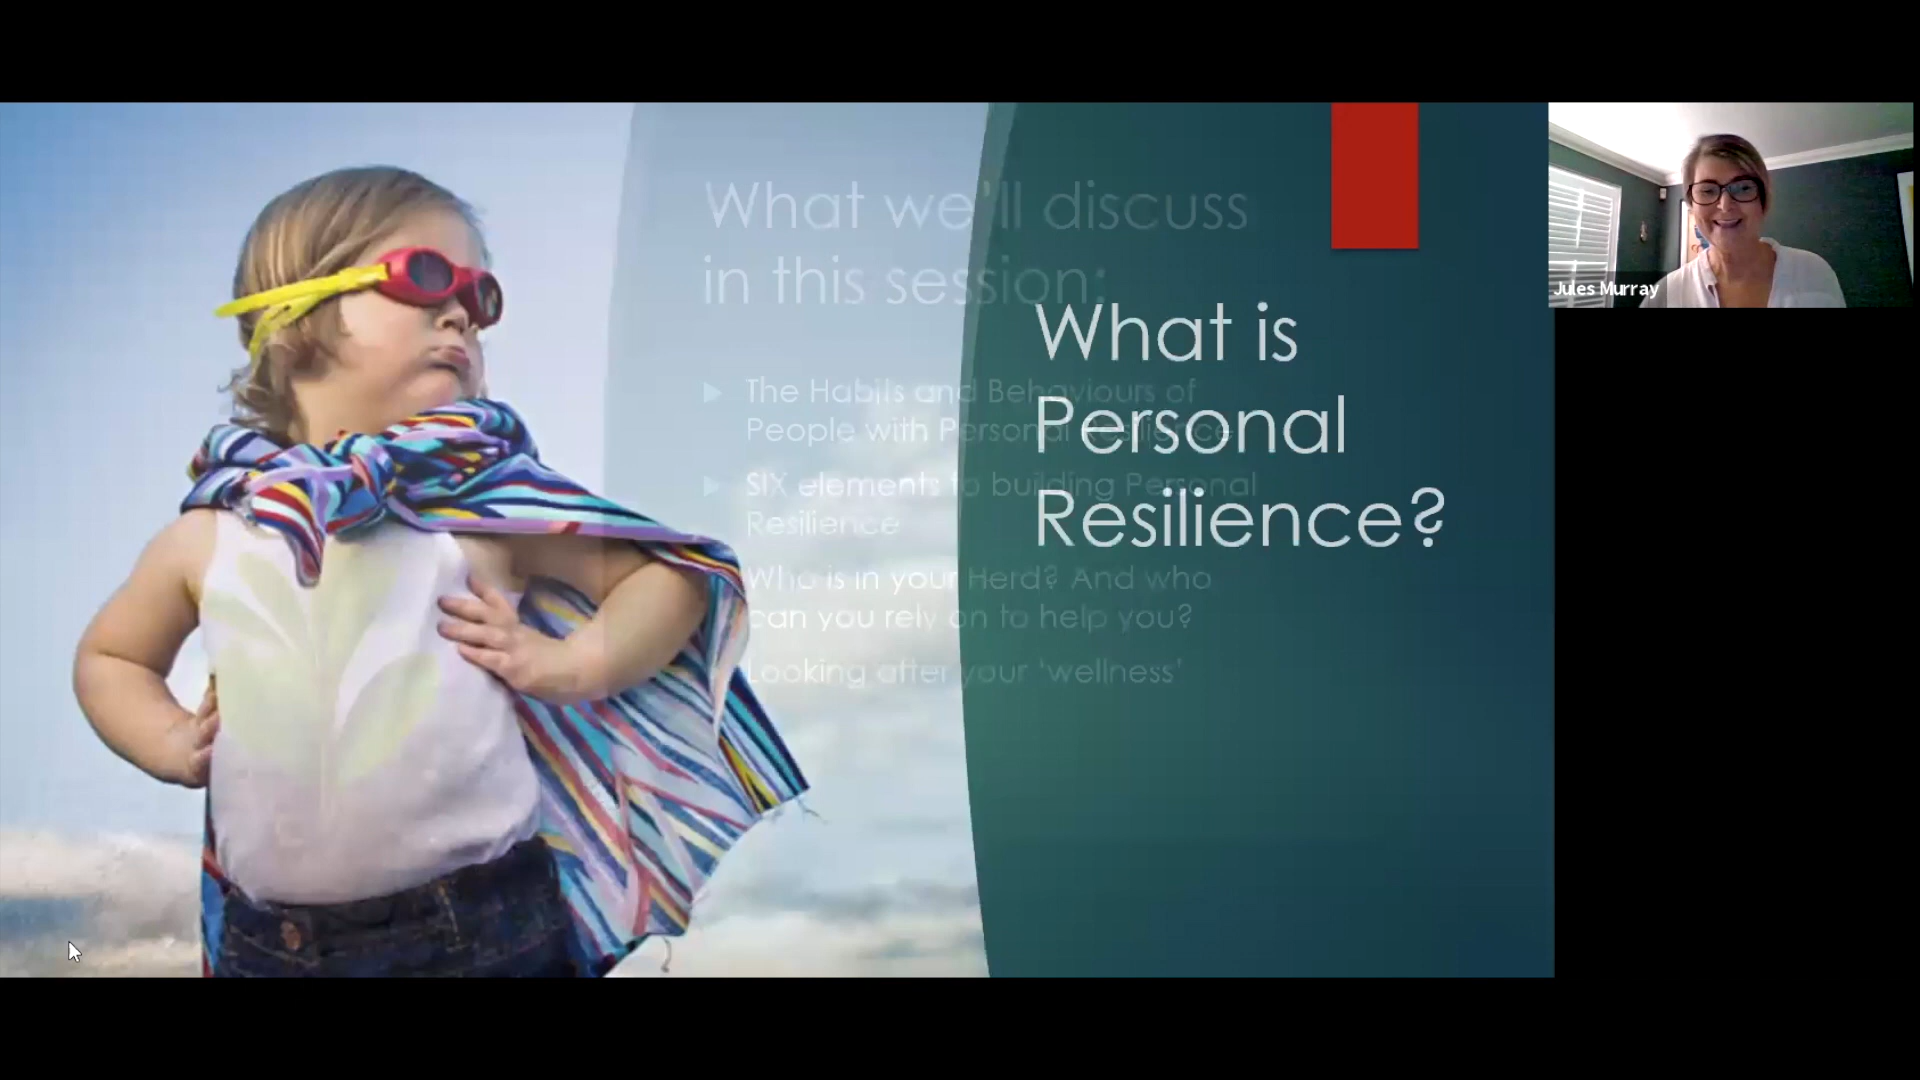 What we'll discuss
in this session:
The Habits and Behaviours of
People with Personal Resilience
SIX elements to building Personal
Resilience
Who is in your Herd? And who
can you rely on to help you?
Looking after your 'wellness'
What is
Personal
Resilience?
Jules Murray